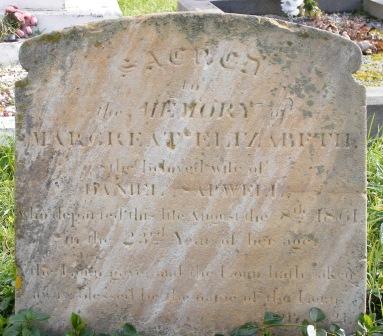 SACRED
to
the MEMORY of
MARGREAT ELIZABETH,
the beloved wife of
DANIEL SAPWELL,
who departed this life August the 8th 1861,
in the 23rd Year of her age.
the LORD gave and the LORD hath taken
away blessed be the name of the LORD